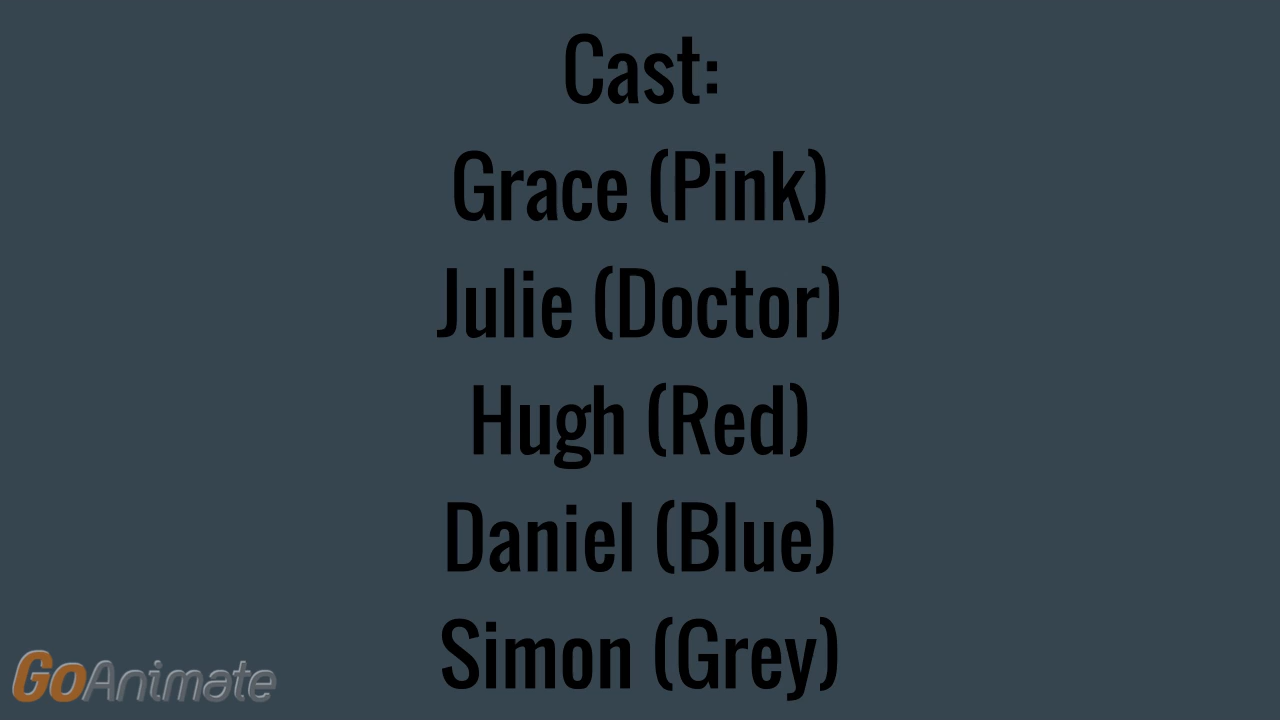 Cast:
Grace (Pink)
Julie (Doctor)
Hugh (Red)
Daniel (Blue)
Simon (Grey)
GoAnimate